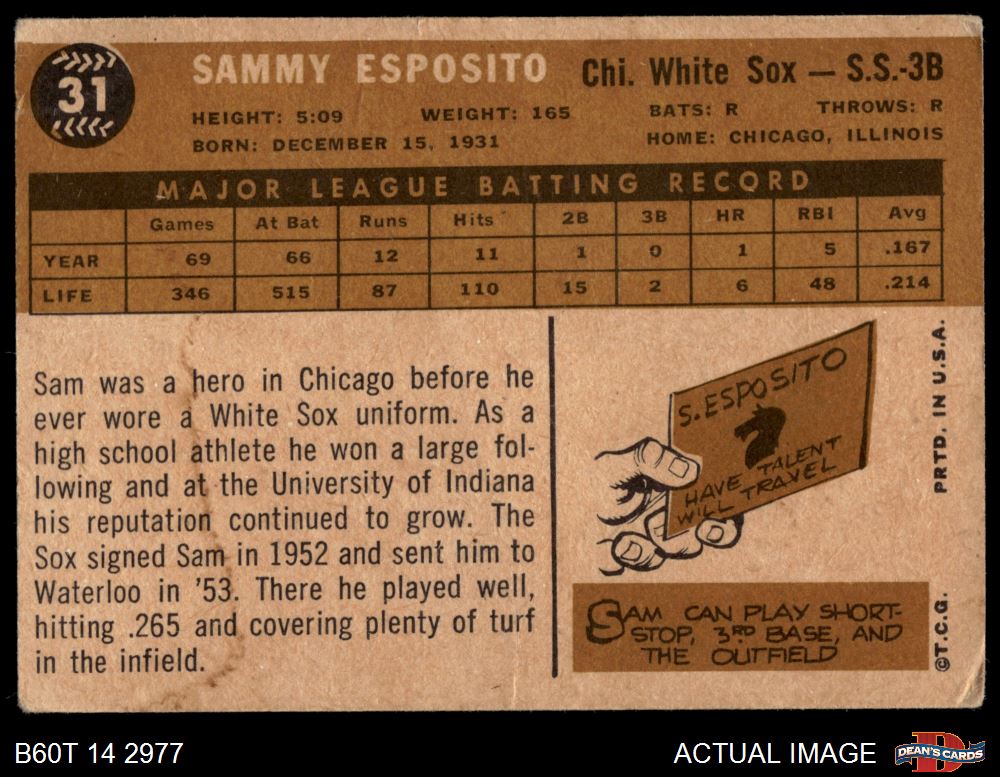 31
SAMMY ESPOSITO Chi. White Sox — S.S.-3B
HEIGHT: 5:09 WEIGHT: 165 BATS: R THROWS: R
BORN: DECEMBER 15, 1931 HOME: CHICAGO, ILLINOIS
MAJOR LEAGUE BATTING RECORD
Games At Bat Runs Hits 2B 3B HR RBI Avg
YEAR 69 66 12 11 1 0 1 5 .167
LIFE 346 515 87 110 15 2 6 48 .214
Sam was a hero in Chicago before he
ever wore a White Sox uniform. As a
high school athlete he won a large fol-
lowing and at the University of Indiana
his reputation continued to grow. The
Sox signed Sam in 1952 and sent him to
Waterloo in '53. There he played well,
hitting .265 and covering plenty of turf
in the infield.
S. ESPOSITO
HAVE TALENT
WILL TRAVEL
SAM CAN PLAY SHORT-
STOP, 3RD BASE, AND
THE OUTFIELD
©T.C.G. PRTD. IN U.S.A.
B60T 14 2977 ACTUAL IMAGE
D
DEAN'S CARDS